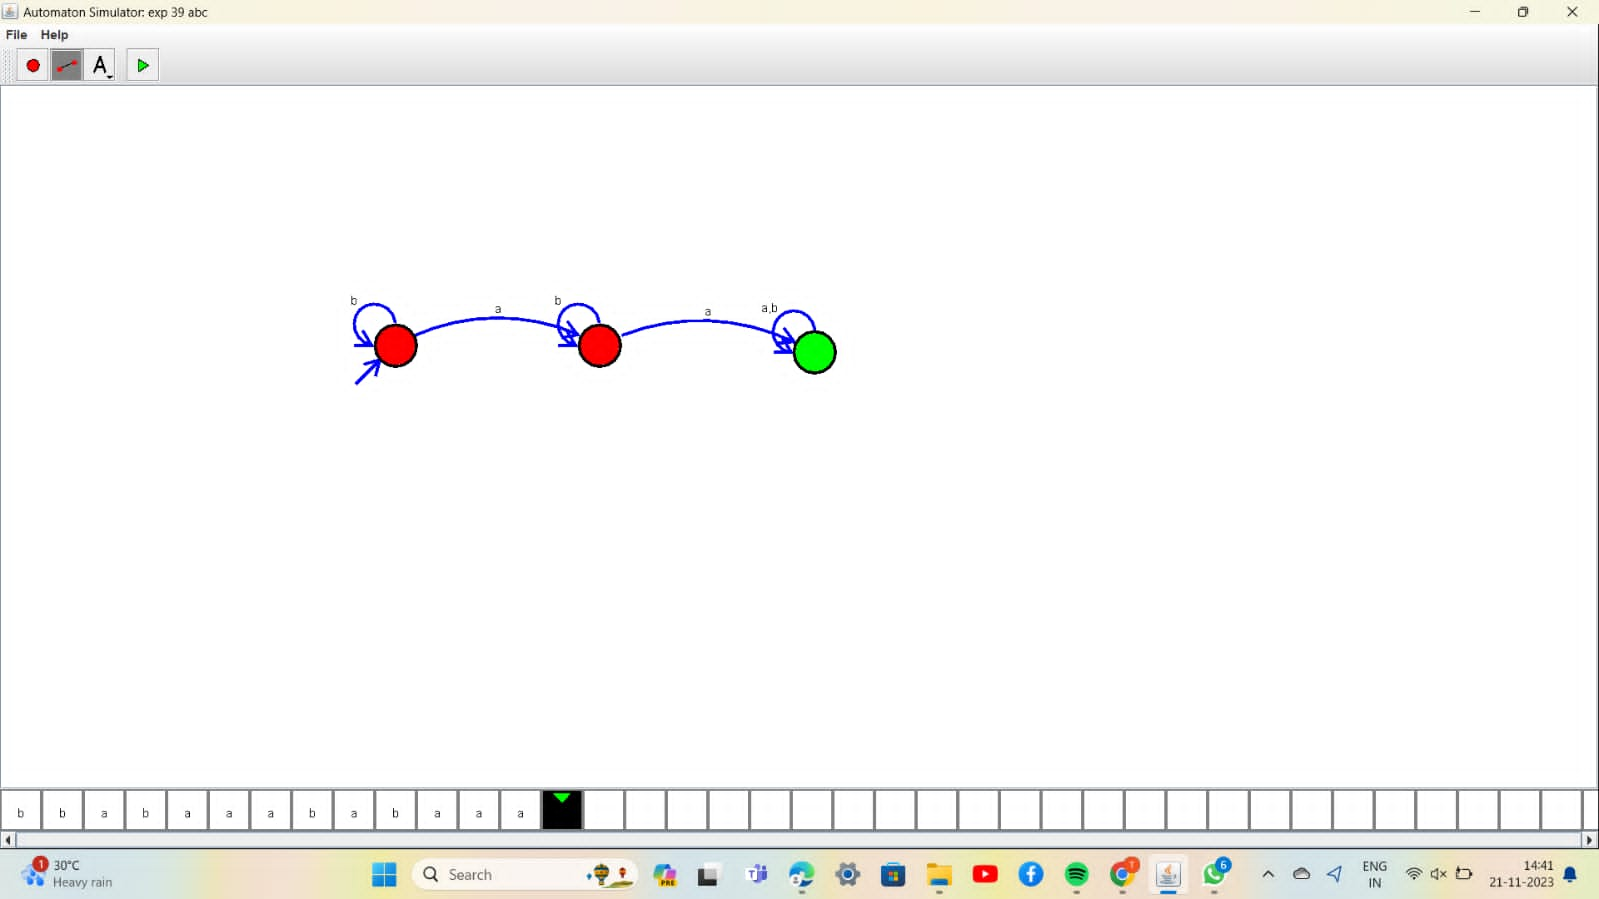 Automaton Simulator: exp 39 abc
File Help
A
b a b a a,b
b b a b a a a b a b a a a
1 30°C
Heavy rain
Search
PRE
T
6
ENG
IN
14:41
21-11-2023